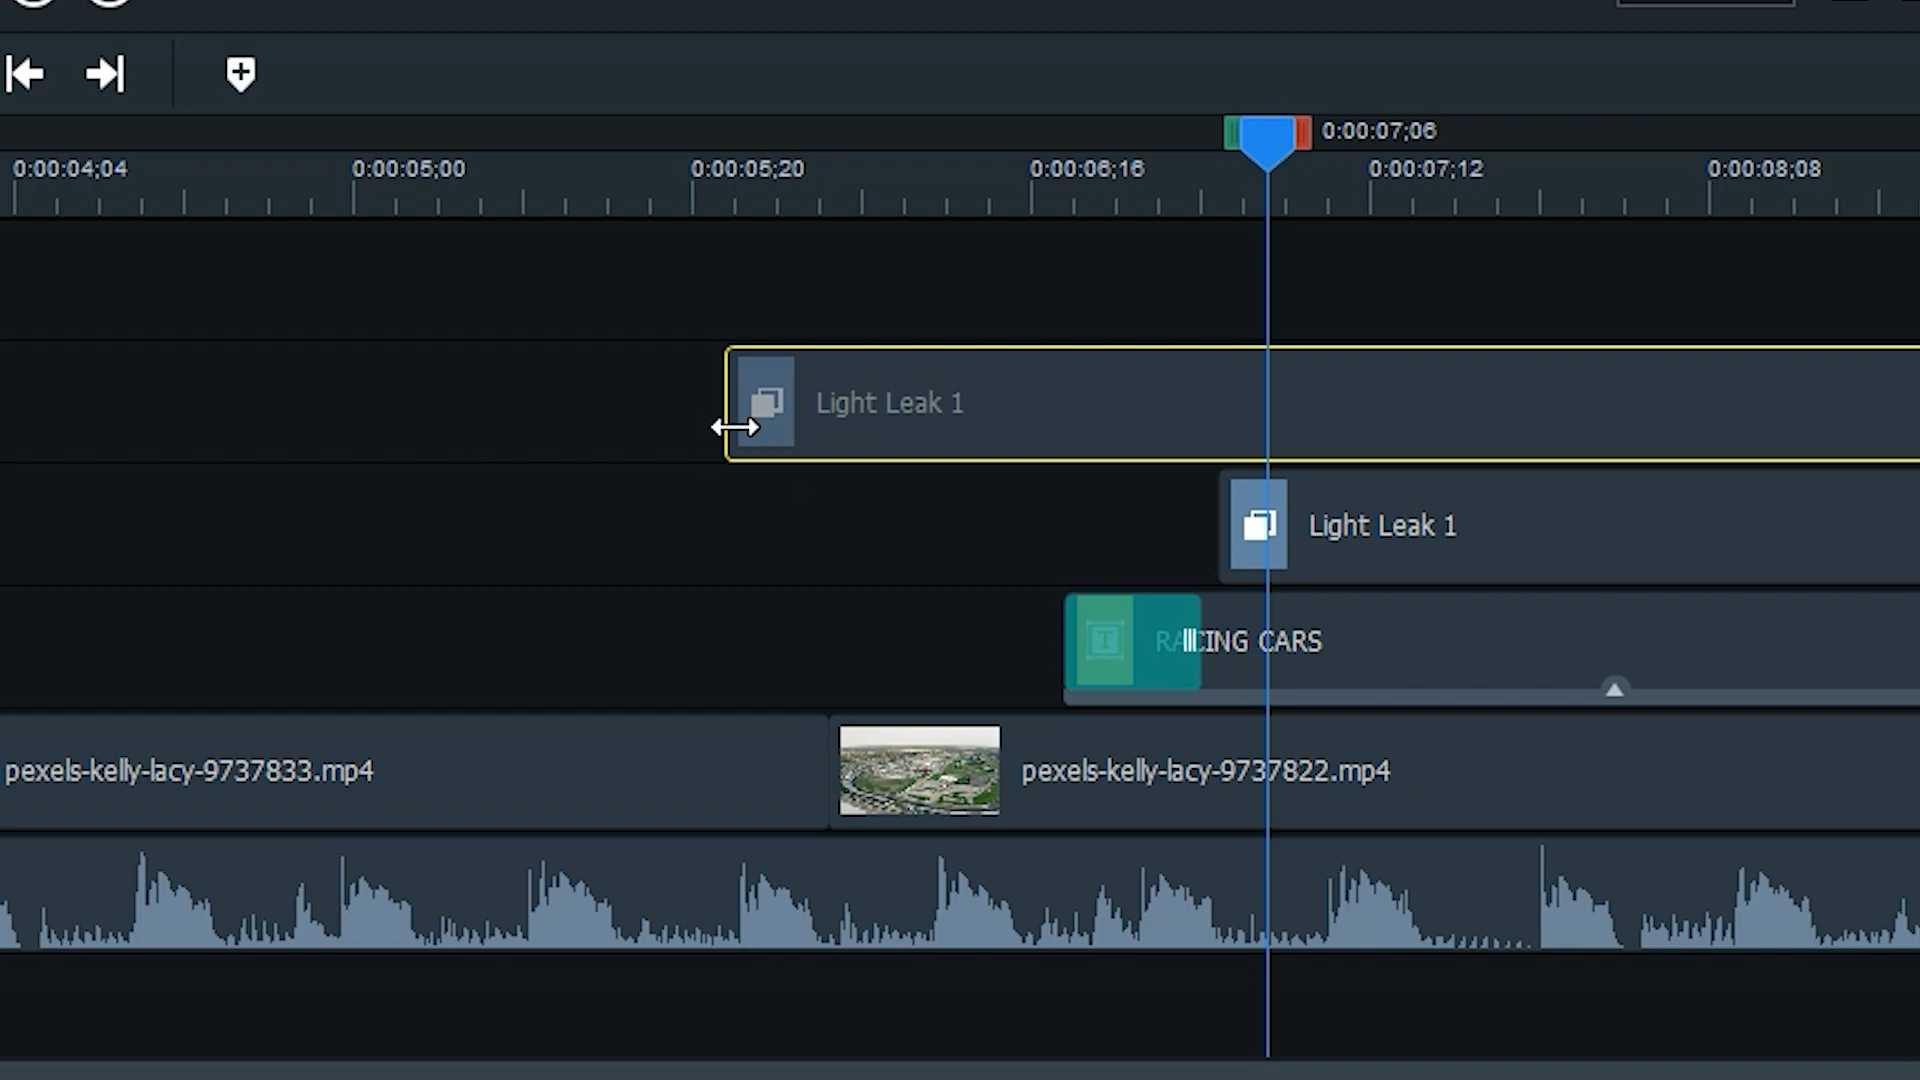 0:00:07;06
0:00:04;04 0:00:05;00 0:00:05;20 0:00:06;16 0:00:07;12 0:00:08;08
Light Leak 1
Light Leak 1
T RACING CARS
pexels-kelly-lacy-9737833.mp4 pexels-kelly-lacy-9737822.mp4